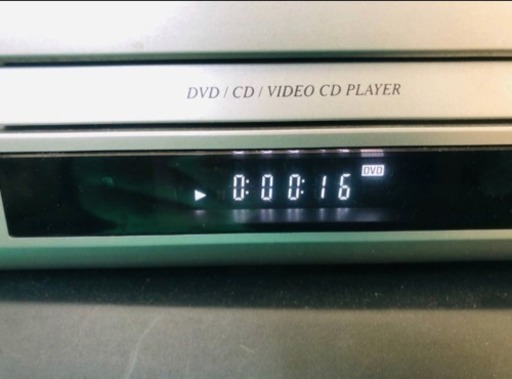 DVD / CD / VIDEO CD PLAYER
DVD
0:00:16